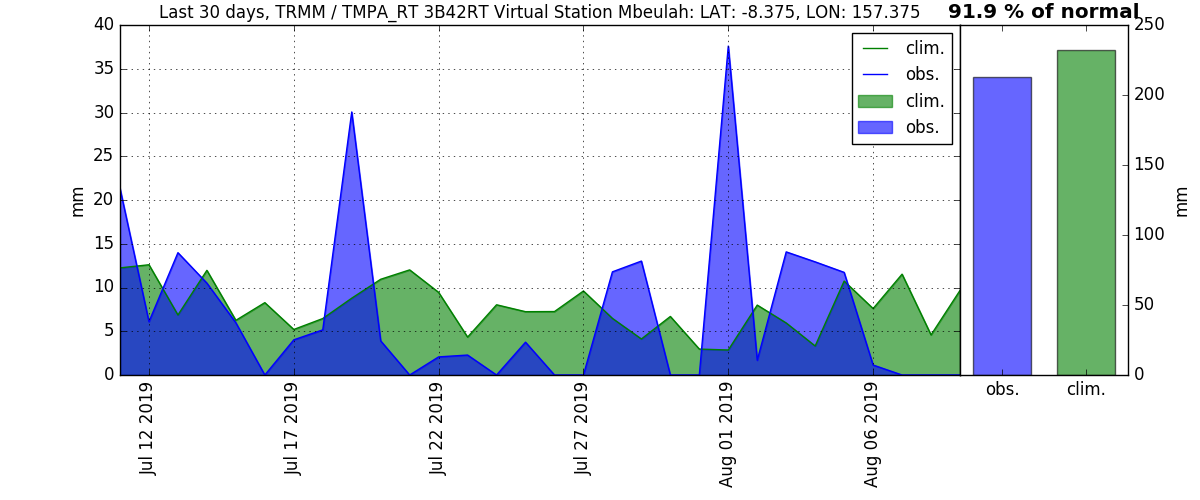 Last 30 days, TRMM / TMPA_RT 3B42RT Virtual Station Mbeulah: LAT: -8.375, LON: 157.375
91.9 % of normal
40
35
30
25
20
15
10
5
0
mm
clim.
obs.
clim.
obs.
Jul 12 2019
Jul 17 2019
Jul 22 2019
Jul 27 2019
Aug 01 2019
Aug 06 2019
250
200
150
100
50
0
mm
obs.
clim.